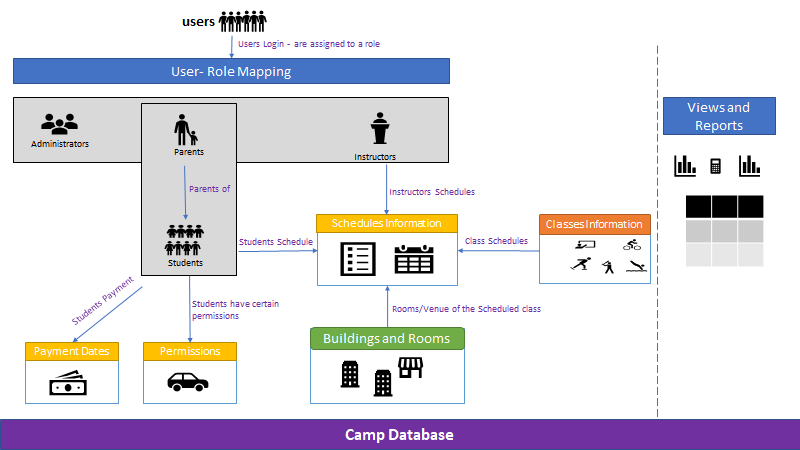 users
Users Login - are assigned to a role
User- Role Mapping
Views and
Reports
Administrators
Parents
Instructors
Parents of
Instructors Schedules
Schedules Information
Classes Information
Students Schedule
Class Schedules
Students
Students Payment
Students have certain
permissions
Rooms/Venue of the Scheduled class
Buildings and Rooms
Payment Dates
Permissions
Camp Database